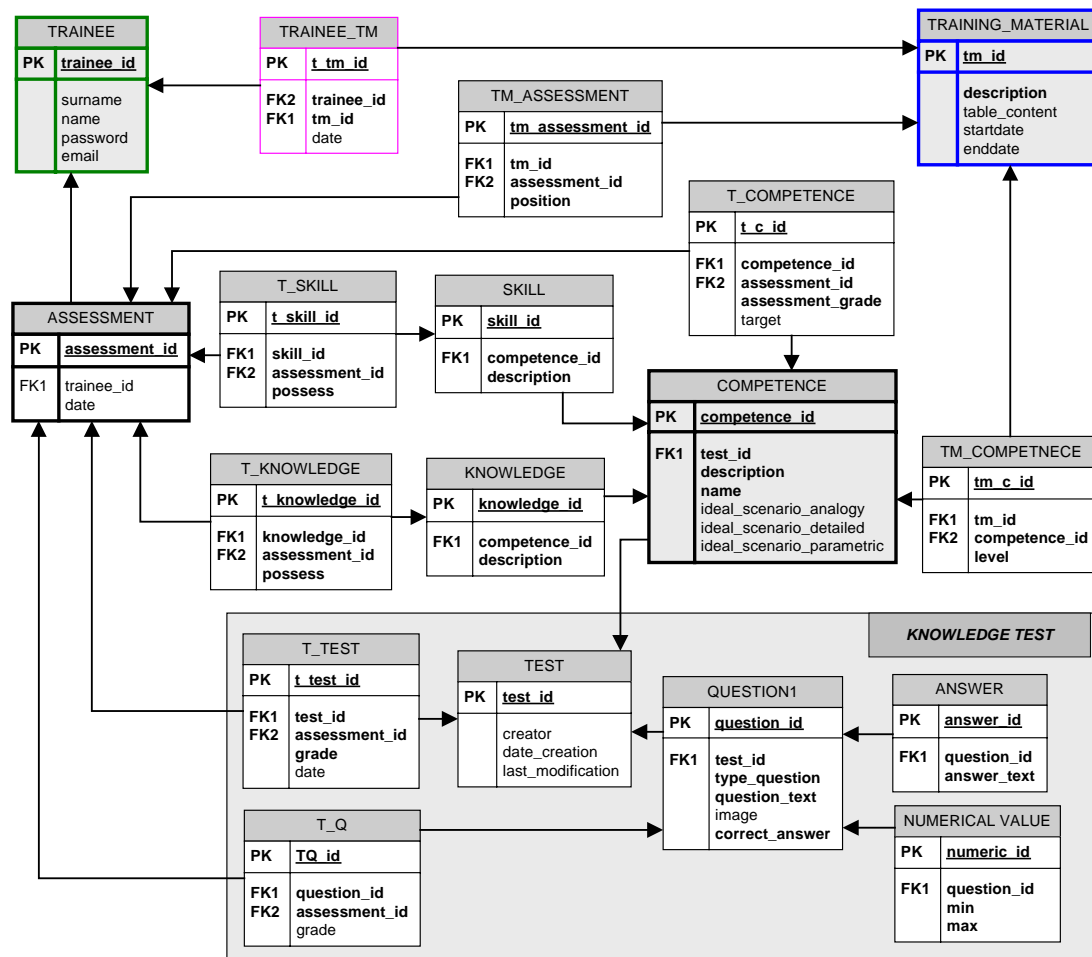 TRAINEE
PK trainee_id
surname
name
password
email
TRAINEE_TM
PK t_tm_id
FK2 trainee_id
FK1 tm_id
date
TRAINING_MATERIAL
PK tm_id
description
table_content
startdate
enddate
TM_ASSESSMENT
PK tm_assessment_id
FK1 tm_id
FK2 assessment_id
position
T_COMPETENCE
PK t_c_id
FK1 competence_id
FK2 assessment_id
assessment_grade
target
ASSESSMENT
PK assessment_id
FK1 trainee_id
date
T_SKILL
PK t_skill_id
FK1 skill_id
FK2 assessment_id
possess
SKILL
PK skill_id
FK1 competence_id
description
COMPETENCE
PK competence_id
FK1 test_id
description
name
ideal_scenario_analogy
ideal_scenario_detailed
ideal_scenario_parametric
TM_COMPETNECE
PK tm_c_id
FK1 tm_id
FK2 competence_id
level
T_KNOWLEDGE
PK t_knowledge_id
FK1 knowledge_id
FK2 assessment_id
possess
KNOWLEDGE
PK knowledge_id
FK1 competence_id
description
KNOWLEDGE TEST
T_TEST
PK t_test_id
FK1 test_id
FK2 assessment_id
grade
date
TEST
PK test_id
creator
date_creation
last_modification
QUESTION1
PK question_id
FK1 test_id
type_question
question_text
image
correct_answer
ANSWER
PK answer_id
FK1 question_id
answer_text
T_Q
PK TQ_id
FK1 question_id
FK2 assessment_id
grade
NUMERICAL VALUE
PK numeric_id
FK1 question_id
min
max